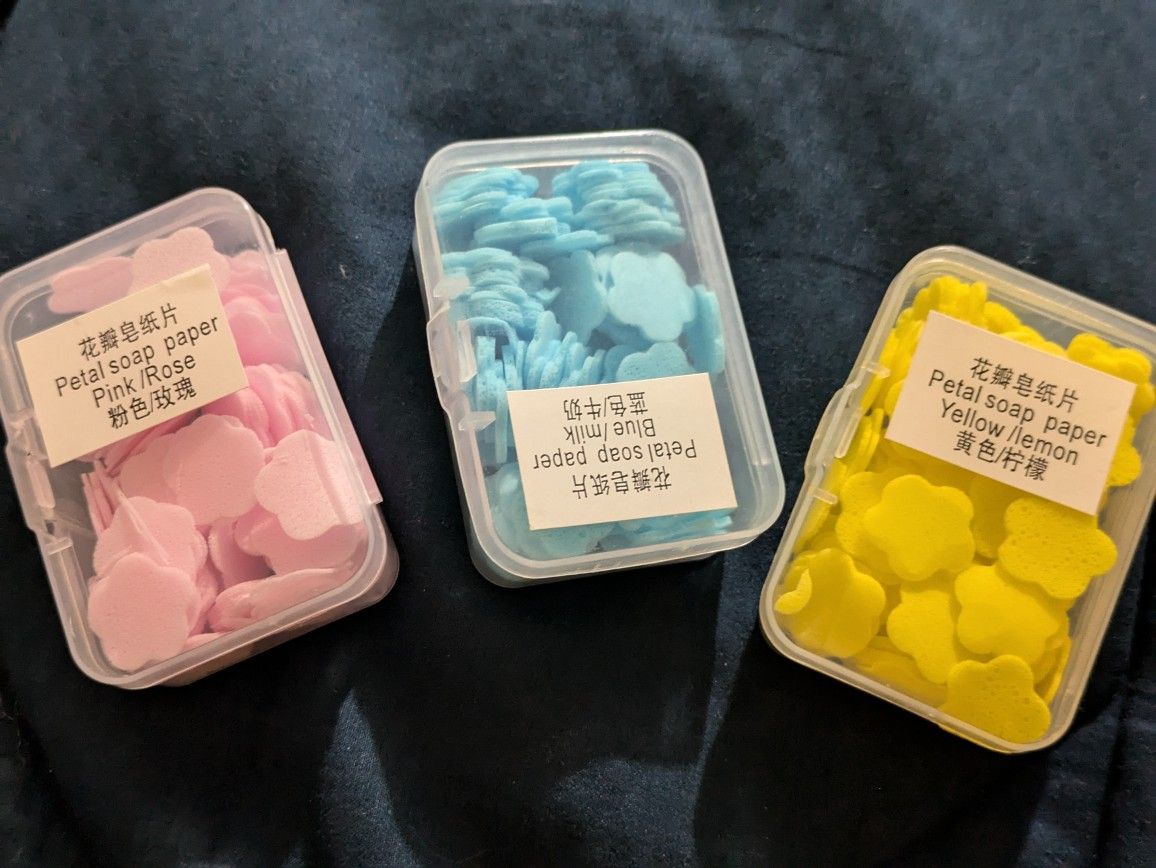 花瓣皂纸片
Petal soap paper
Pink/Rose
粉色/玫瑰
花瓣皂纸片
Petal soap paper
Blue/milk
蓝色/牛奶
花瓣皂纸片
Petal soap paper
Yellow/lemon
黄色/柠檬